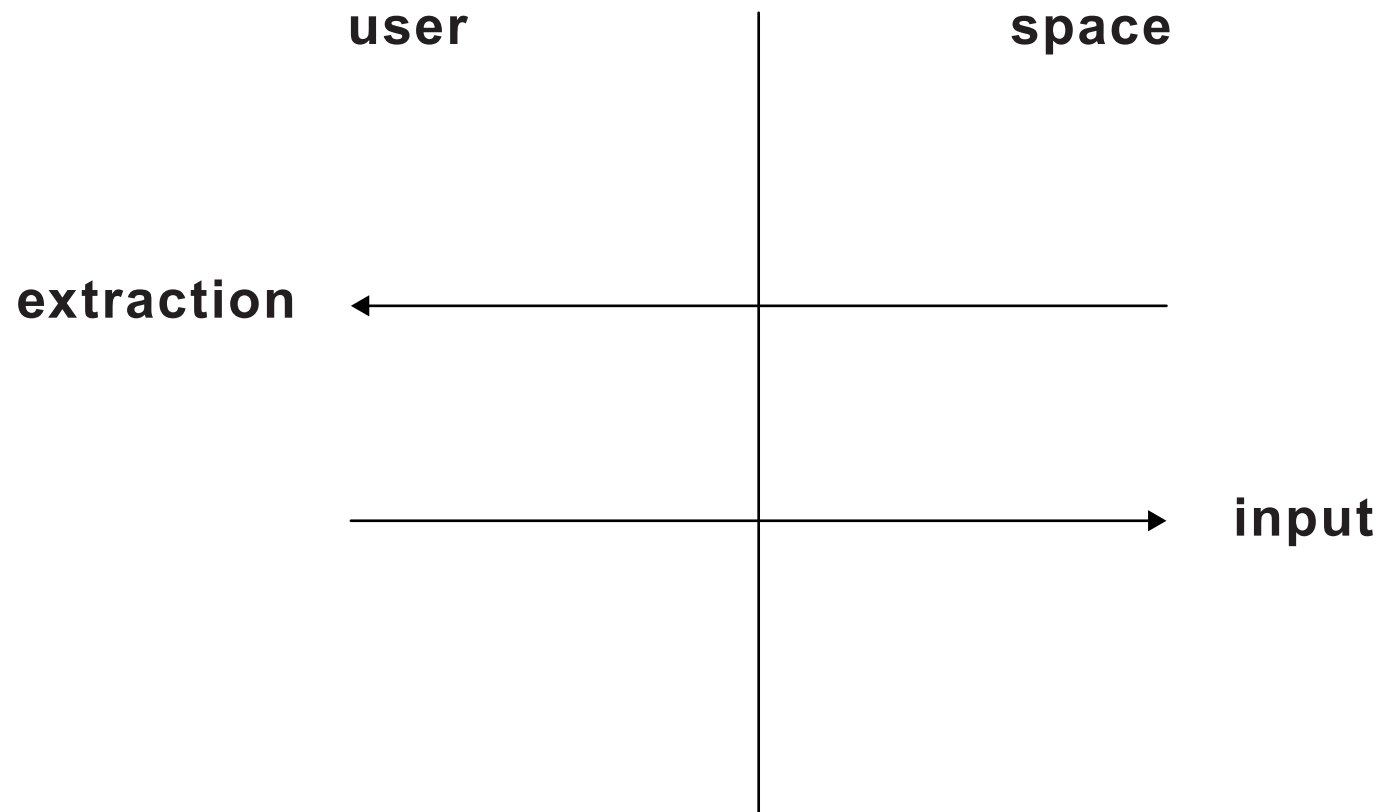 user
space
extraction
input